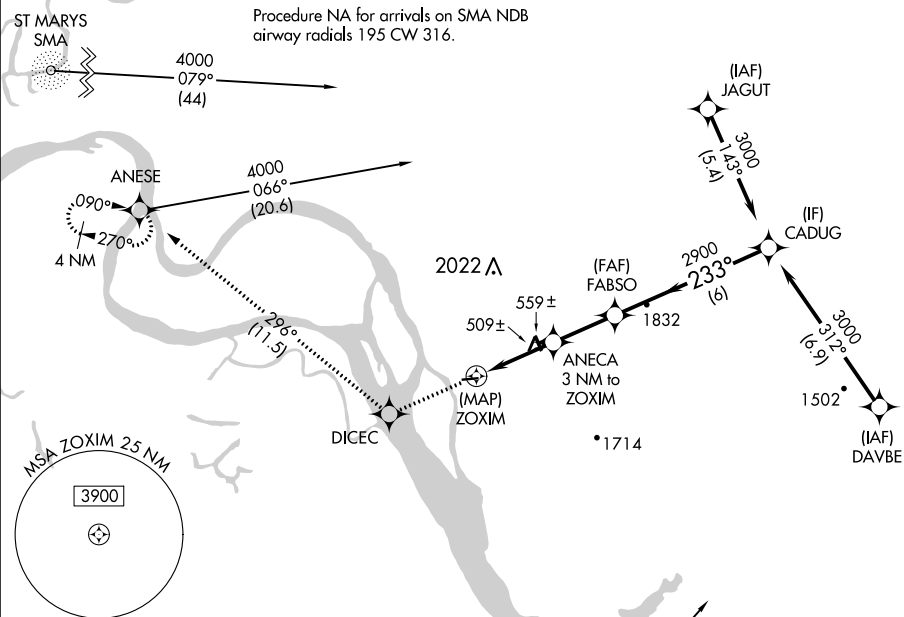 ST MARYS
SMA
Procedure NA for arrivals on SMA NDB
airway radials 195 CW 316.
4000
079°
(44)
(IAF)
JAGUT
3000
143°
(5.4)
ANESE
4000
066°
(20.6)
090°
270°
4 NM
(IF)
CADUG
2900
233°
(6)
2022
(FAF)
FABSO
559±
509±
1832
296°
(11.5)
ANECA
3 NM to
ZOXIM
3000
312°
(6.9)
(MAP)
ZOXIM
1502
DICEC
1714
(IAF)
DAVBE
MSA ZOXIM 25 NM
3900